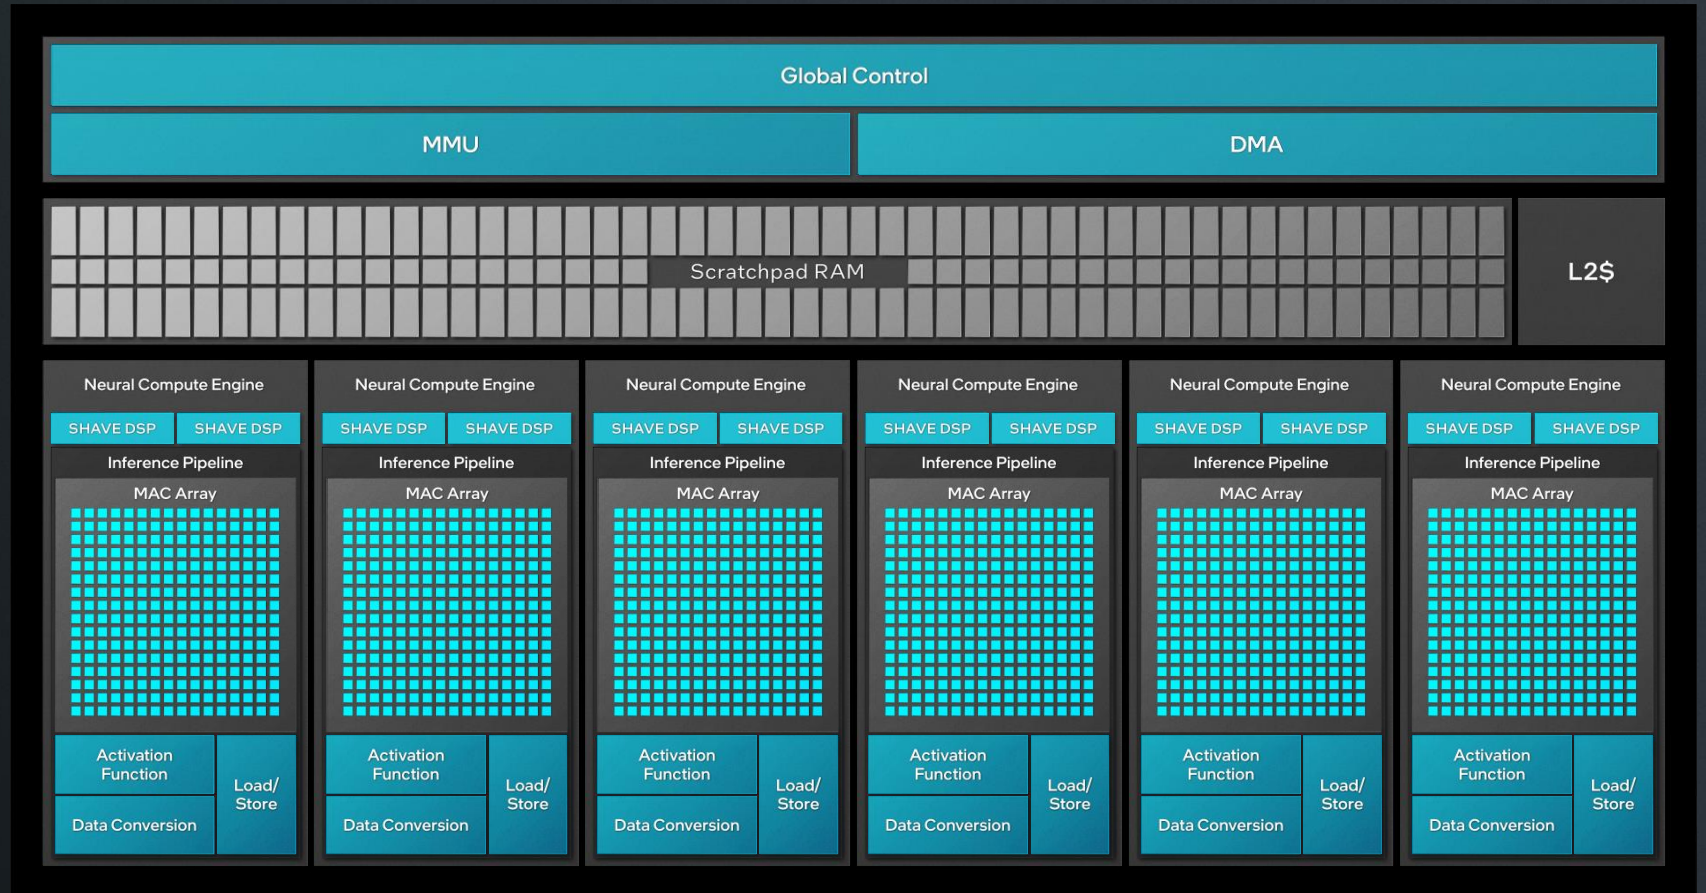 Global Control
MMU DMA
Scratchpad RAM L2$
Neural Compute Engine Neural Compute Engine Neural Compute Engine Neural Compute Engine Neural Compute Engine Neural Compute Engine
SHAVE DSP SHAVE DSP SHAVE DSP SHAVE DSP SHAVE DSP SHAVE DSP SHAVE DSP SHAVE DSP SHAVE DSP SHAVE DSP SHAVE DSP SHAVE DSP
Inference Pipeline Inference Pipeline Inference Pipeline Inference Pipeline Inference Pipeline Inference Pipeline
MAC Array MAC Array MAC Array MAC Array MAC Array MAC Array
Activation Function Load/Store Activation Function Load/Store Activation Function Load/Store Activation Function Load/Store Activation Function Load/Store Activation Function Load/Store
Data Conversion Data Conversion Data Conversion Data Conversion Data Conversion Data Conversion